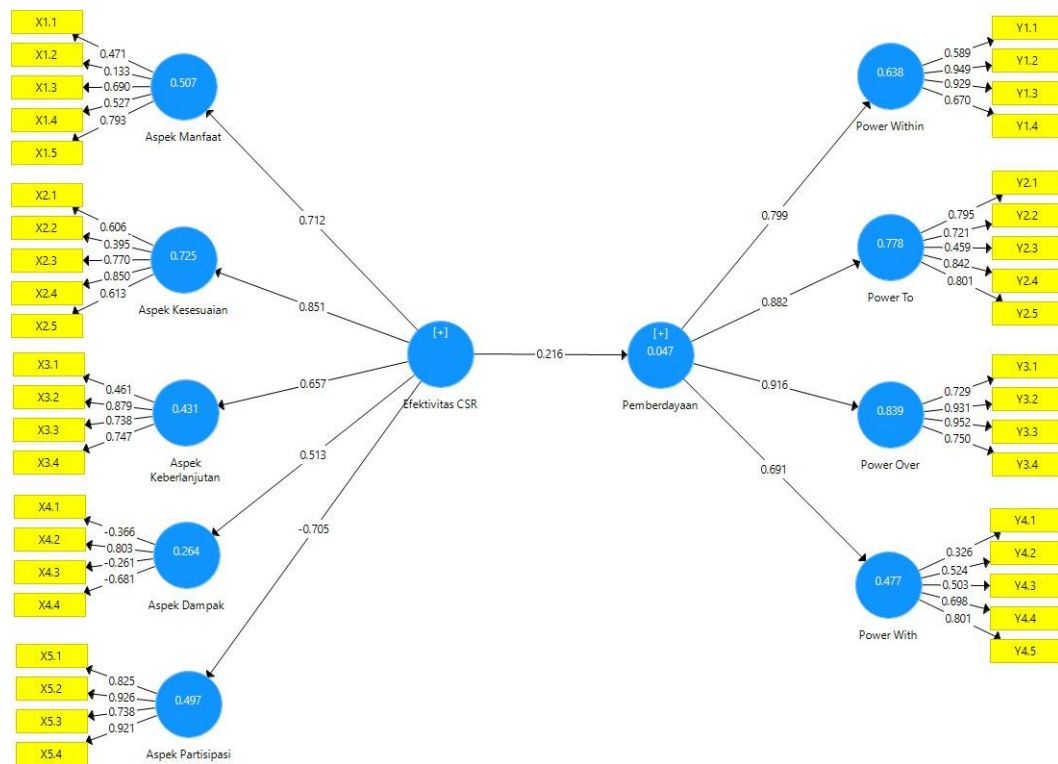 X1.1
X1.2
X1.3
X1.4
X1.5
0.471
0.133
0.690
0.527
0.793
0.507
Aspek Manfaat
X2.1
X2.2
X2.3
X2.4
X2.5
0.606
0.395
0.770
0.850
0.613
0.725
Aspek Kesesuaian
X3.1
X3.2
X3.3
X3.4
0.461
0.879
0.738
0.747
0.431
Aspek
Keberlanjutan
X4.1
X4.2
X4.3
X4.4
-0.366
0.803
-0.261
-0.681
0.264
Aspek Dampak
X5.1
X5.2
X5.3
X5.4
0.825
0.926
0.738
0.921
0.497
Aspek Partisipasi
0.712
0.851
0.657
0.513
-0.705
[+]
Efektivitas CSR
0.216
[+]
0.047
Pemberdayaan
0.799
0.882
0.916
0.691
0.638
Power Within
0.589
0.949
0.929
0.670
Y1.1
Y1.2
Y1.3
Y1.4
0.778
Power To
0.795
0.721
0.459
0.842
0.801
Y2.1
Y2.2
Y2.3
Y2.4
Y2.5
0.839
Power Over
0.729
0.931
0.952
0.750
Y3.1
Y3.2
Y3.3
Y3.4
0.477
Power With
0.326
0.524
0.503
0.698
0.801
Y4.1
Y4.2
Y4.3
Y4.4
Y4.5